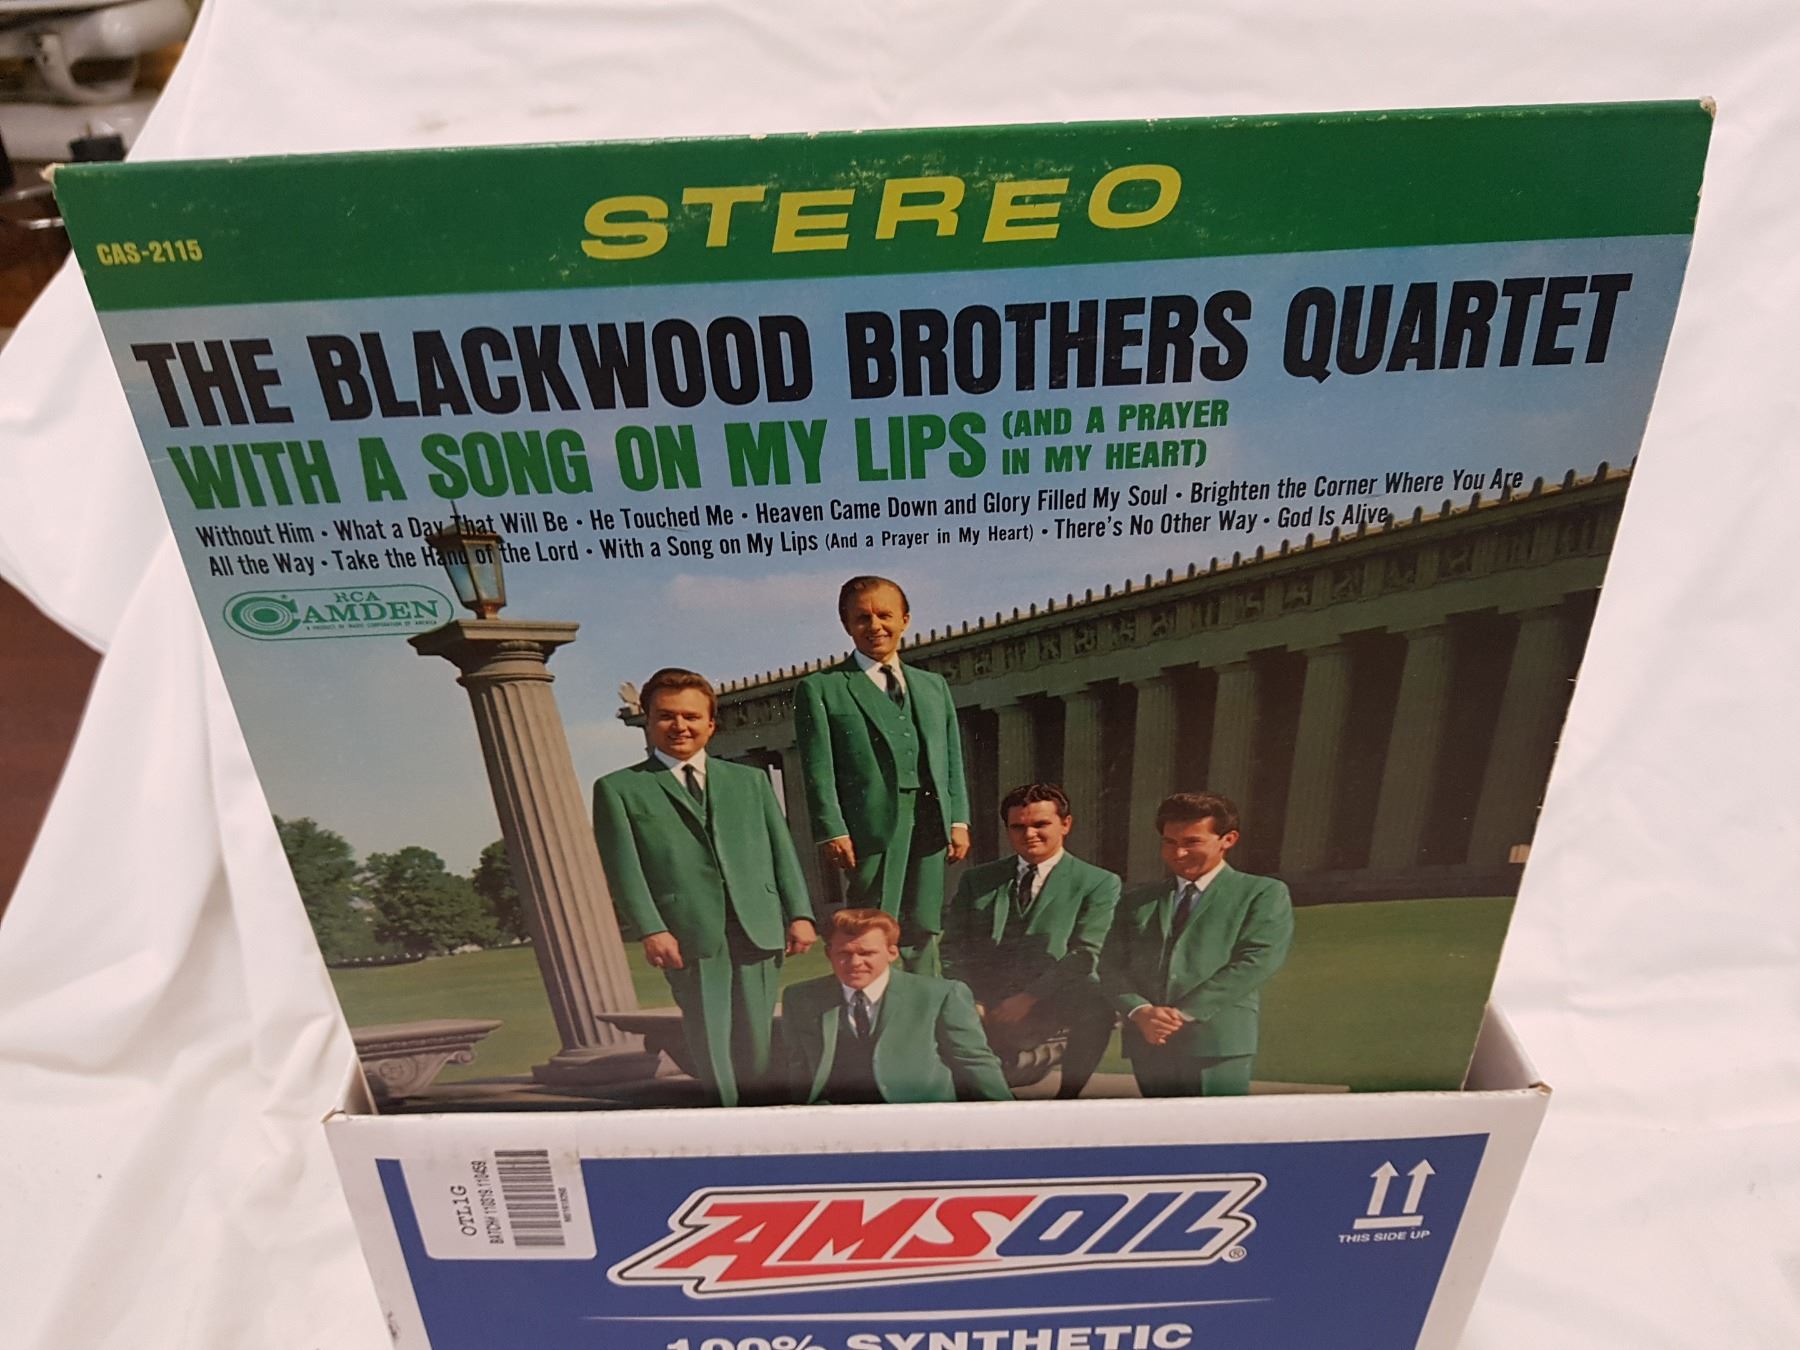 STEREO
CAS-2115
THE BLACKWOOD BROTHERS QUARTET
WITH A SONG ON MY LIPS (AND A PRAYER
IN MY HEART)
Without Him • What a Day That Will Be • He Touched Me • Heaven Came Down and Glory Filled My Soul • Brighten the Corner Where You Are
All the Way • Take the Hand of the Lord • With a Song on My Lips (And a Prayer in My Heart) • There's No Other Way • God Is Alive
RCA
CAMDEN
OTL1G
BATCH# 110319.110459
AMSOIL®
THIS SIDE UP
100% SYNTHETIC